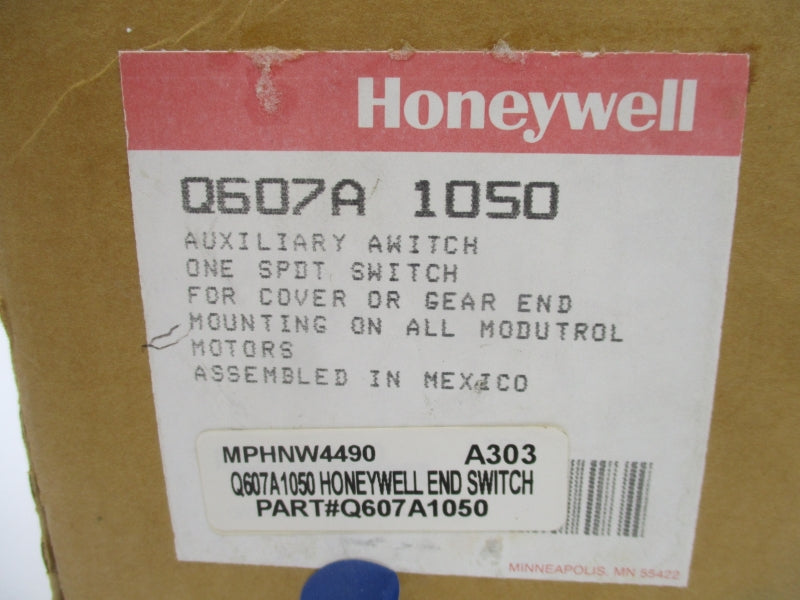 Honeywell
Q607A 1050
AUXILIARY AWITCH
ONE SPDT SWITCH
FOR COVER OR GEAR END
MOUNTING ON ALL MODUTROL
MOTORS
ASSEMBLED IN MEXICO
MPHNW4490 A303
Q607A1050 HONEYWELL END SWITCH
PART#Q607A1050
MINNEAPOLIS, MN 55422